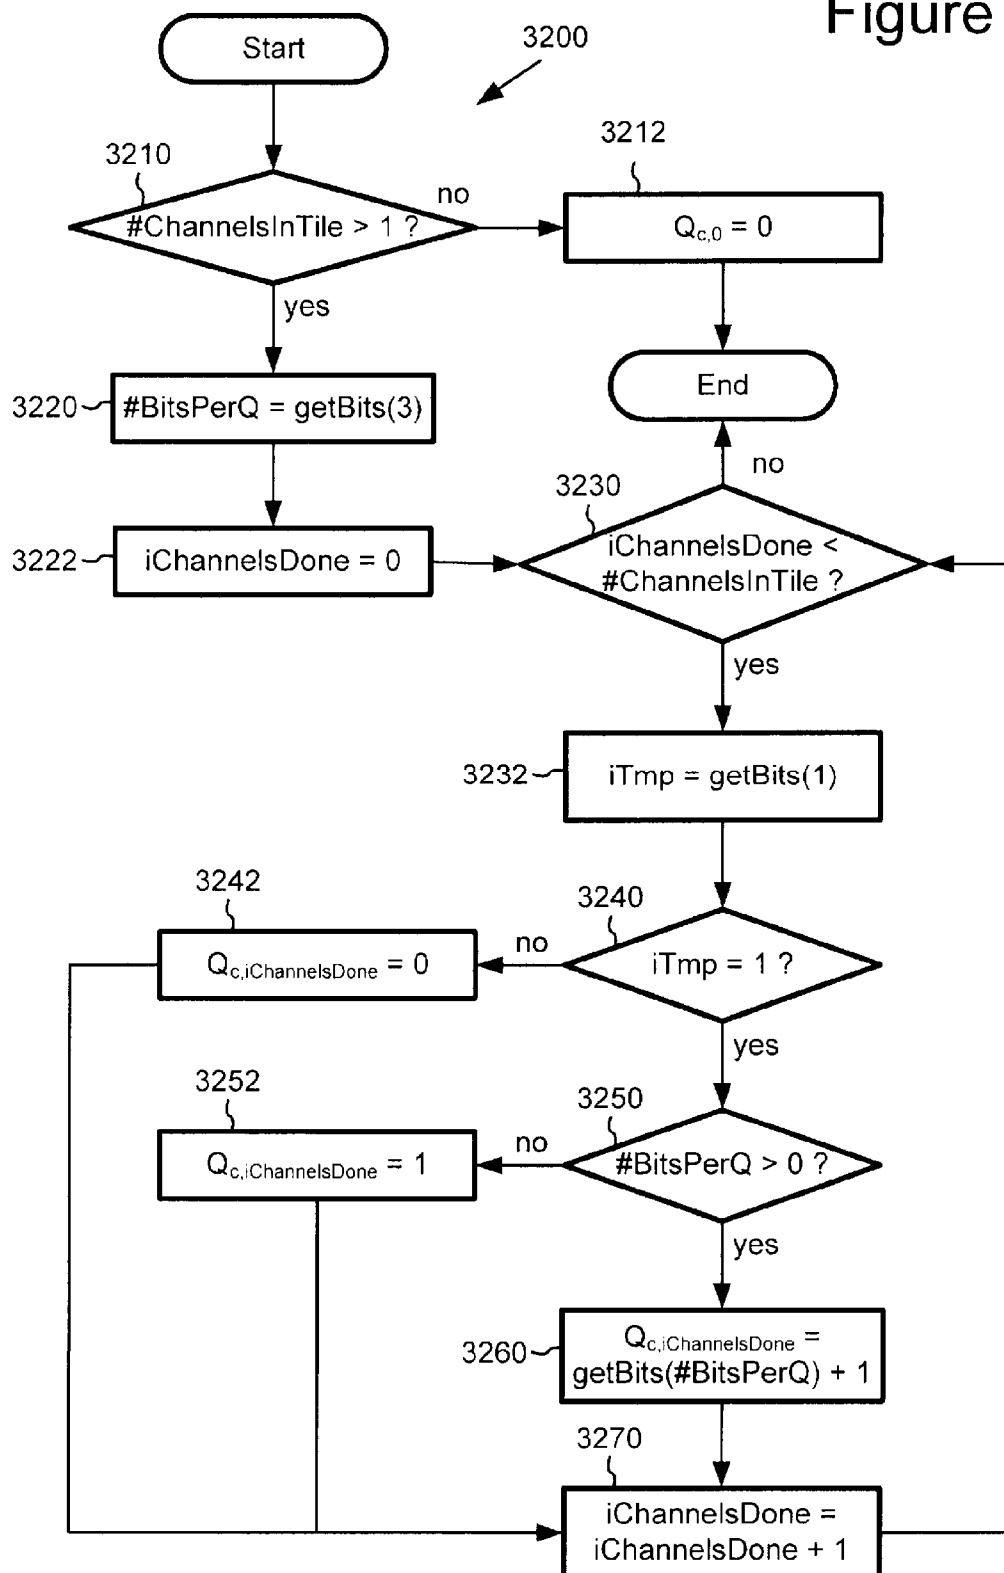 Figure
Start
3200
3210
#ChannelsInTile > 1 ?
no
3212
Qc,0 = 0
yes
End
3220
#BitsPerQ = getBits(3)
no
3222
iChannelsDone = 0
3230
iChannelsDone <
#ChannelsInTile ?
yes
3232
iTmp = getBits(1)
3242
Qc,iChannelsDone = 0
no
3240
iTmp = 1 ?
yes
3252
Qc,iChannelsDone = 1
no
3250
#BitsPerQ > 0 ?
yes
3260
Qc,iChannelsDone =
getBits(#BitsPerQ) + 1
3270
iChannelsDone =
iChannelsDone + 1